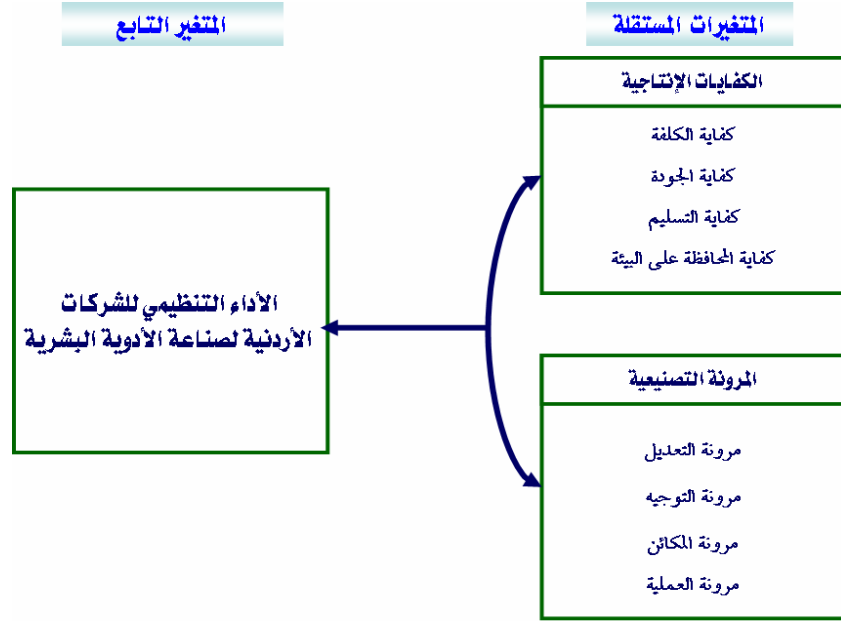 المتغيرات المستقلة
المتغير التابع
الكفايات الإنتاجية
كفاية الكلفة
كفاية الجودة
كفاية التسليم
كفاية المحافظة على البيئة
الأداء التنظيمي للشركات
الأردنية لصناعة الأدوية البشرية
المرونة التصنيعية
مرونة التعديل
مرونة التوجيه
مرونة المكائن
مرونة العملية